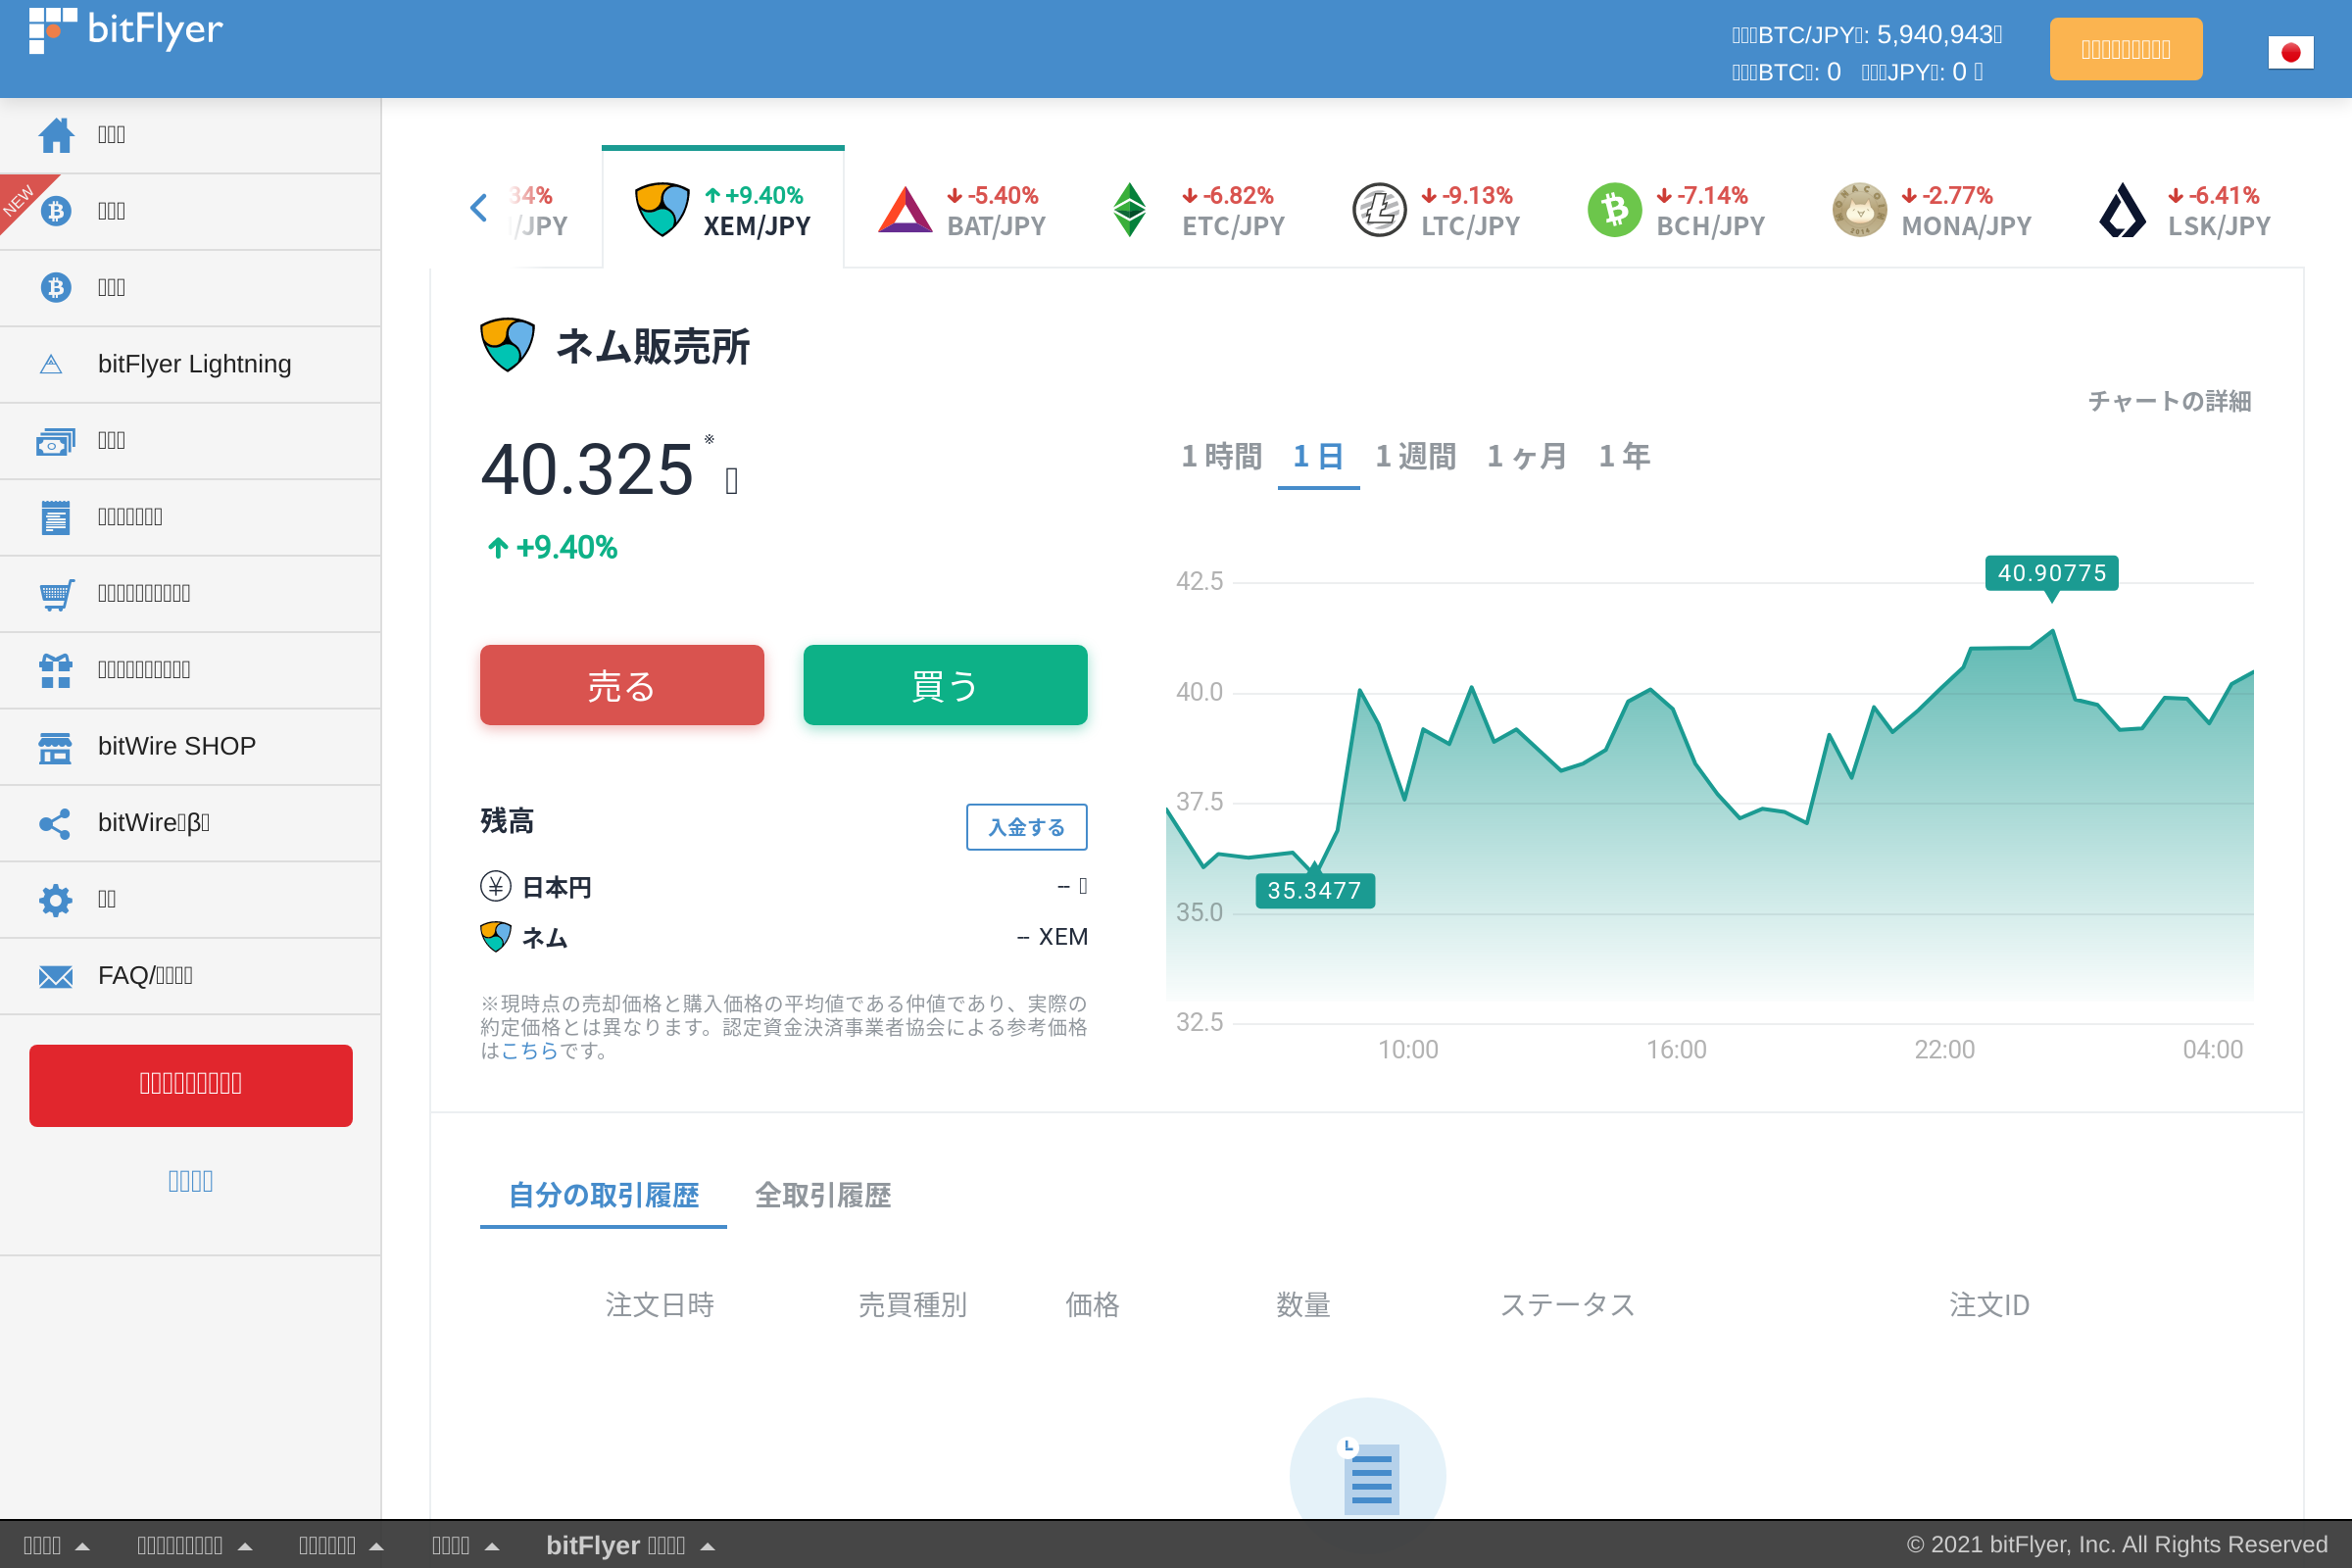 bitFlyer
BTC/JPY: 5,940,943
BTC: 0 JPY: 0
NEW
bitFlyer Lightning
bitWire SHOP
bitWire β
FAQ/
34%
/JPY
+9.40%
XEM/JPY
-5.40%
BAT/JPY
-6.82%
ETC/JPY
-9.13%
LTC/JPY
-7.14%
BCH/JPY
-2.77%
MONA/JPY
-6.41%
LSK/JPY
ネム販売所
チャートの詳細
40.325 ※
+9.40%
1 時間 1 日 1 週間 1 ヶ月 1 年
売る 買う
残高 入金する
日本円 --
ネム -- XEM
※現時点の売却価格と購入価格の平均値である仲値であり、実際の
約定価格とは異なります。認定資金決済事業者協会による参考価格
はこちらです。
42.5
40.90775
40.0
37.5
35.3477
35.0
32.5
10:00 16:00 22:00 04:00
自分の取引履歴 全取引履歴
注文日時 売買種別 価格 数量 ステータス 注文ID
bitFlyer
© 2021 bitFlyer, Inc. All Rights Reserved